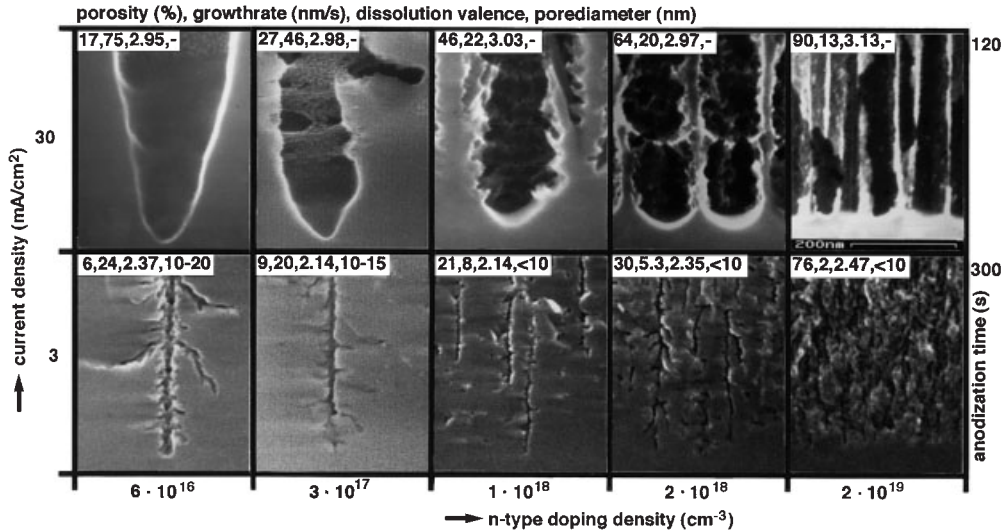 porosity (%), growthrate (nm/s), dissolution valence, porediameter (nm)
17,75,2.95,- 27,46,2.98,- 46,22,3.03,- 64,20,2.97,- 90,13,3.13,- 120
30
200nm
6,24,2.37,10-20 9,20,2.14,10-15 21,8,2.14,<10 30,5.3,2.35,<10 76,2,2.47,<10 300
3
current density (mA/cm²)
anodization time (s)
6 · 10¹⁶ 3 · 10¹⁷ 1 · 10¹⁸ 2 · 10¹⁸ 2 · 10¹⁹
n-type doping density (cm⁻³)